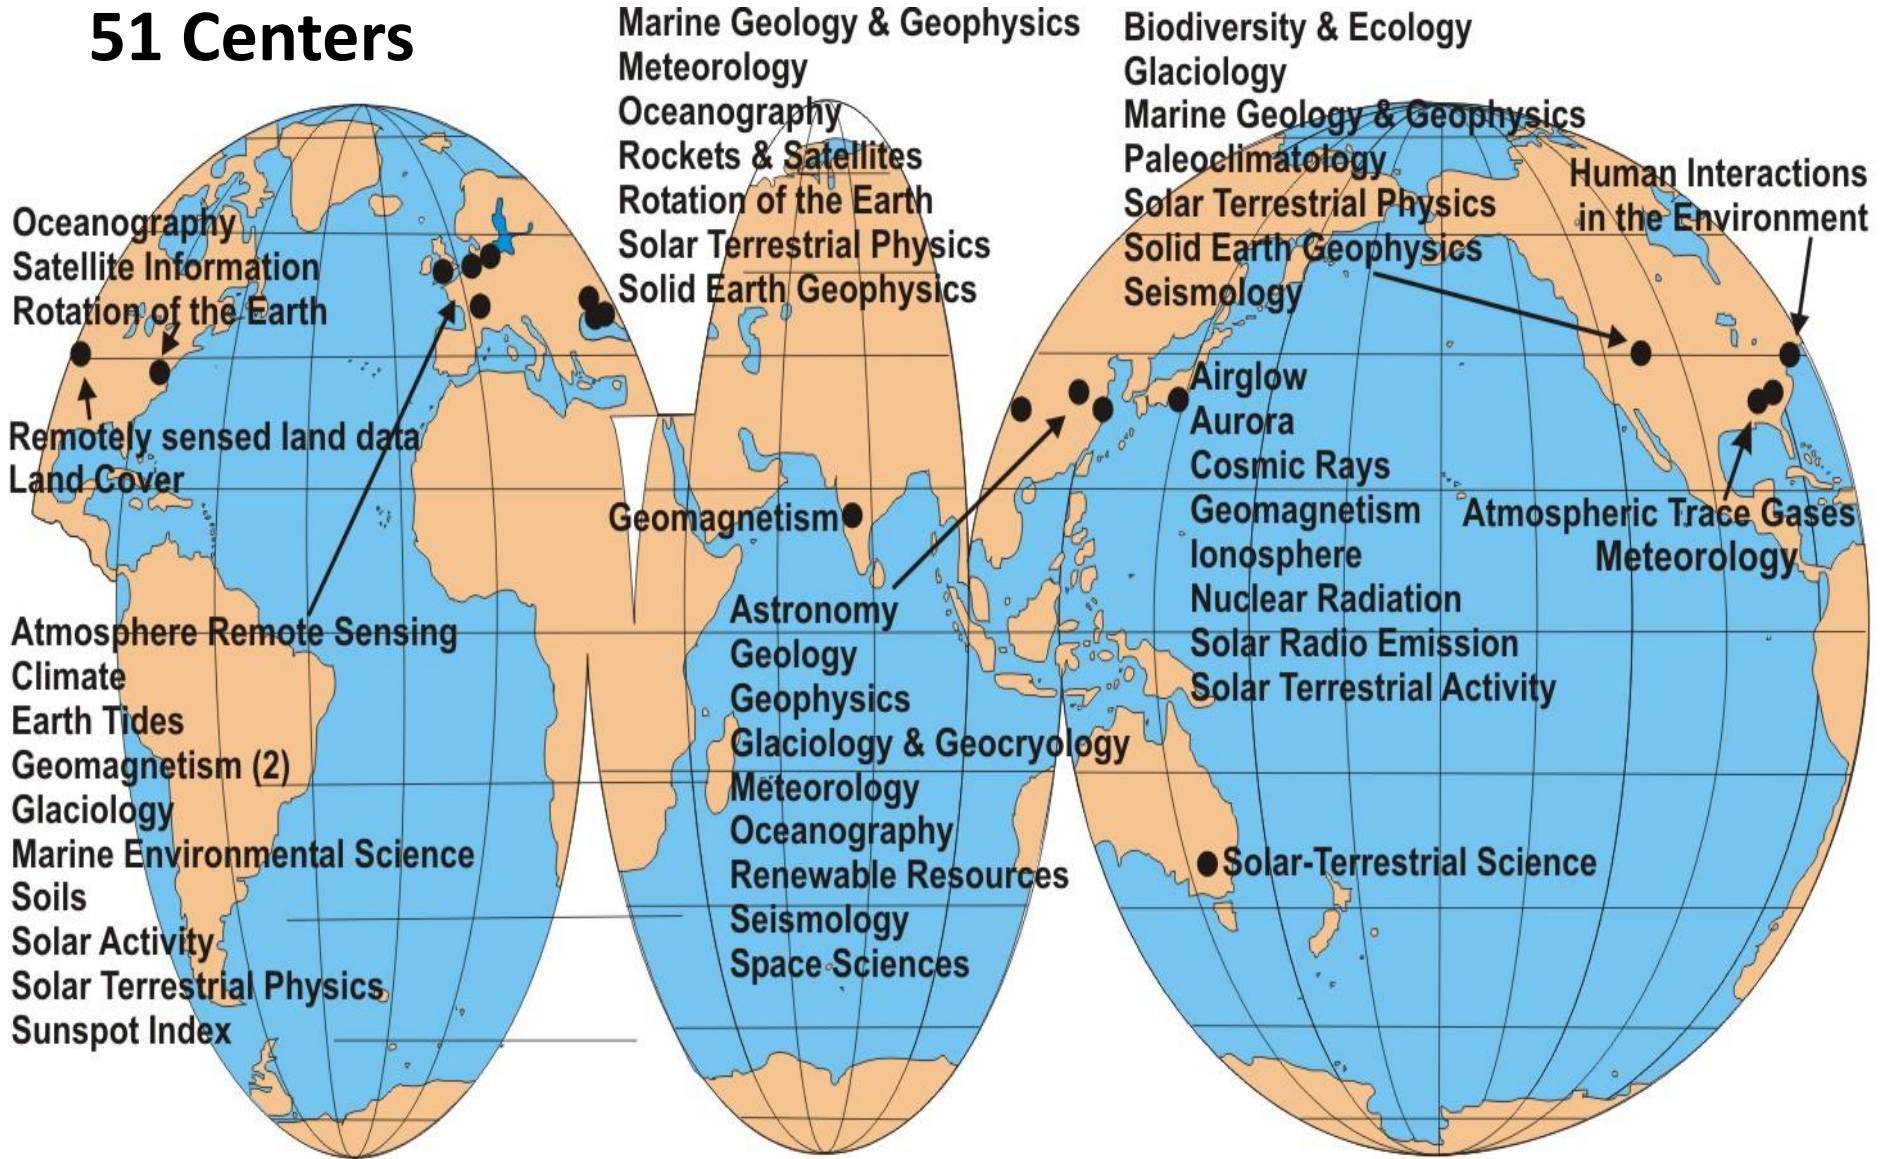 51 Centers
Oceanography
Satellite Information
Rotation of the Earth
Remotely sensed land data
Land Cover
Atmosphere Remote Sensing
Climate
Earth Tides
Geomagnetism (2)
Glaciology
Marine Environmental Science
Soils
Solar Activity
Solar Terrestrial Physics
Sunspot Index
Marine Geology & Geophysics
Meteorology
Oceanography
Rockets & Satellites
Rotation of the Earth
Solar Terrestrial Physics
Solid Earth Geophysics
Geomagnetism
Astronomy
Geology
Geophysics
Glaciology & Geocryology
Meteorology
Oceanography
Renewable Resources
Seismology
Space Sciences
Biodiversity & Ecology
Glaciology
Marine Geology & Geophysics
Paleoclimatology
Solar Terrestrial Physics
Solid Earth Geophysics
Seismology
Human Interactions
in the Environment
Airglow
Aurora
Cosmic Rays
Geomagnetism
Ionosphere
Nuclear Radiation
Solar Radio Emission
Solar Terrestrial Activity
Atmospheric Trace Gases
Meteorology
Solar-Terrestrial Science